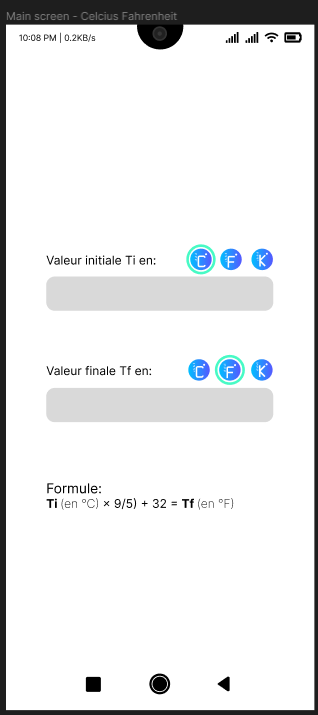 Main screen - Celcius Fahrenheit
10:08 PM | 0.2KB/s
Valeur initiale Ti en: C F K
Valeur finale Tf en: C F K
Formule:
Ti (en °C) × 9/5) + 32 = Tf (en °F)